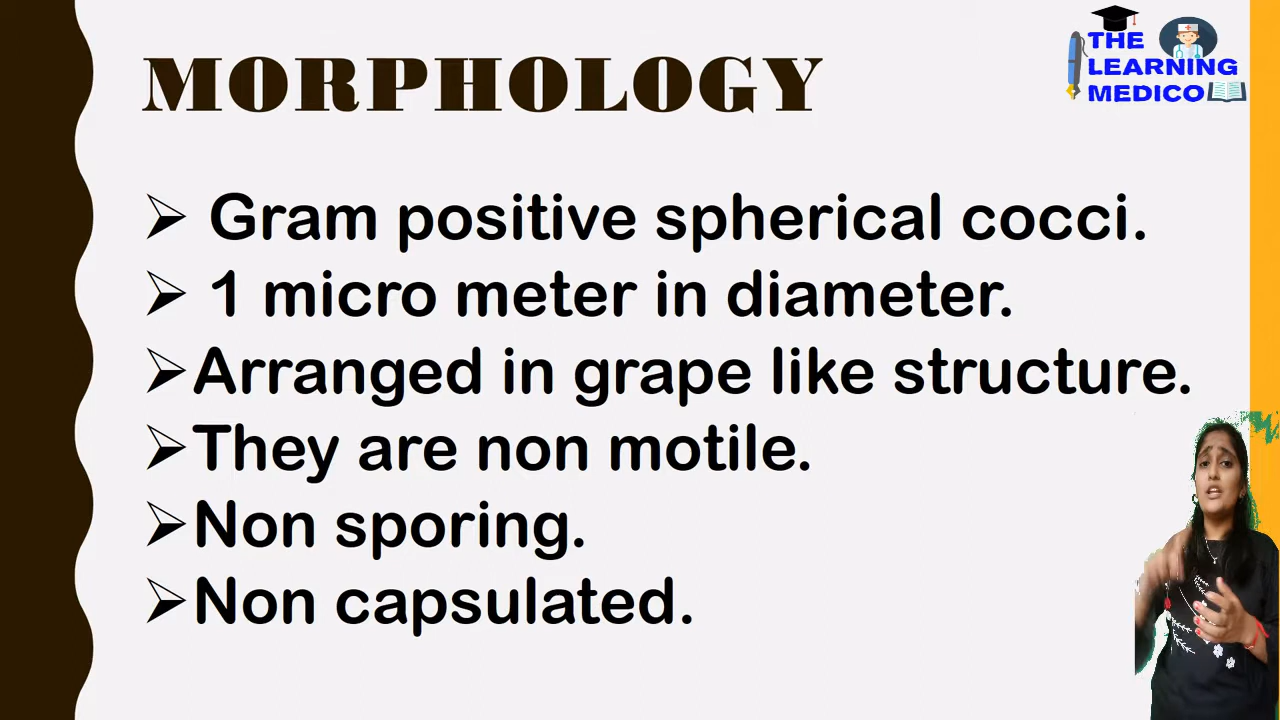 MORPHOLOGY
THE
LEARNING
MEDICO
➢ Gram positive spherical cocci.
➢ 1 micro meter in diameter.
➢Arranged in grape like structure.
➢They are non motile.
➢Non sporing.
➢Non capsulated.